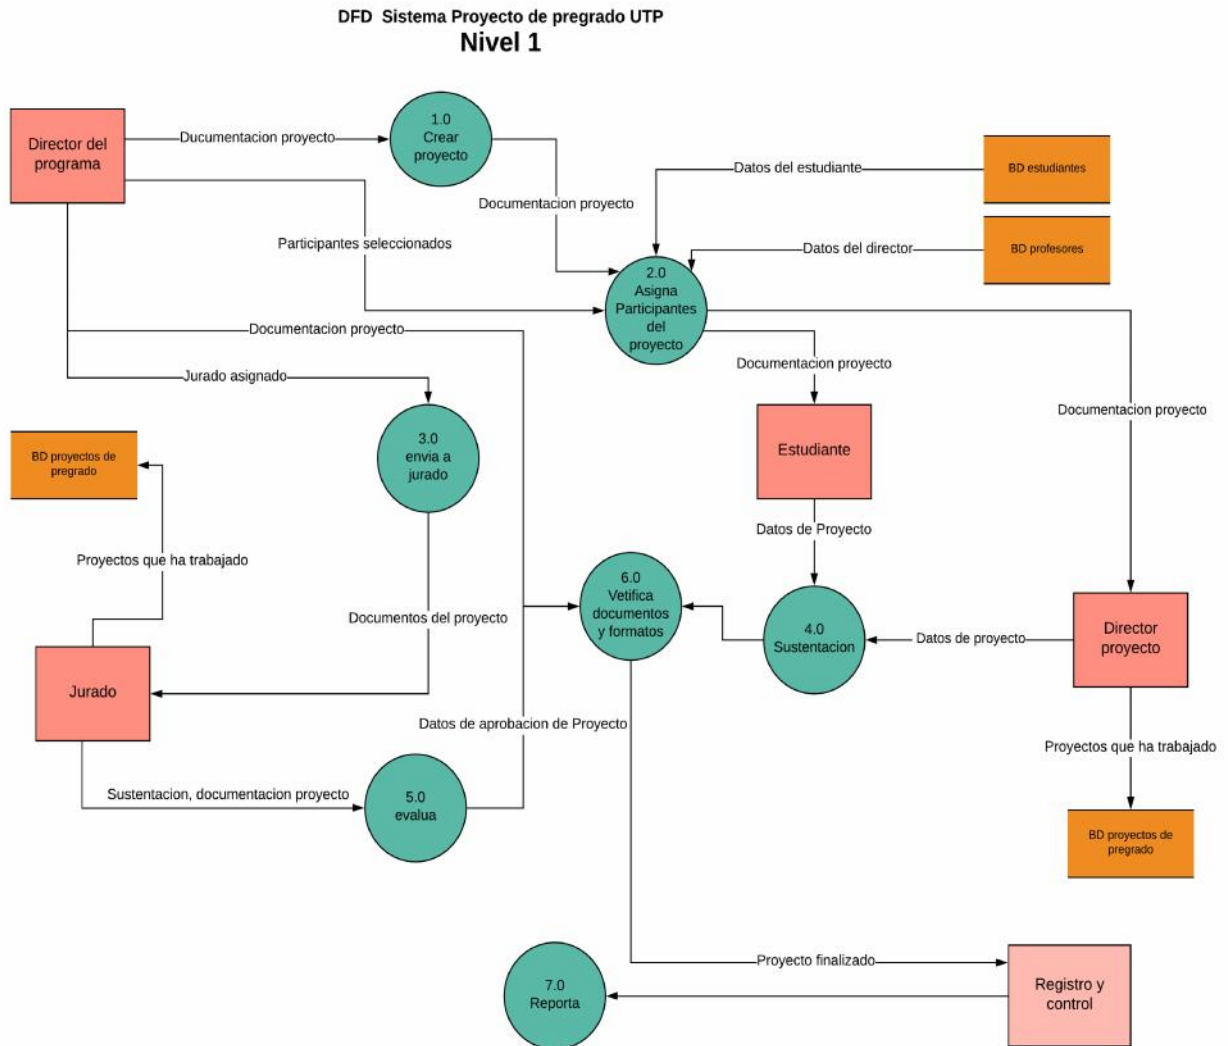 DFD Sistema Proyecto de pregrado UTP
Nivel 1
Director del
programa
Ducumentacion proyecto
1.0
Crear
proyecto
Documentacion proyecto
Datos del estudiante
BD estudiantes
Participantes seleccionados
Datos del director
BD profesores
2.0
Asigna
Participantes
del
proyecto
Documentacion proyecto
Jurado asignado
Documentacion proyecto
Documentacion proyecto
3.0
envia a
jurado
BD proyectos de
pregrado
Estudiante
Proyectos que ha trabajado
Datos de Proyecto
Documentos del proyecto
6.0
Vetifica
documentos
y formatos
4.0
Sustentacion
Datos de proyecto
Director
proyecto
Jurado
Datos de aprobacion de Proyecto
Proyectos que ha trabajado
Sustentacion, documentacion proyecto
5.0
evalua
BD proyectos de
pregrado
Proyecto finalizado
7.0
Reporta
Registro y
control